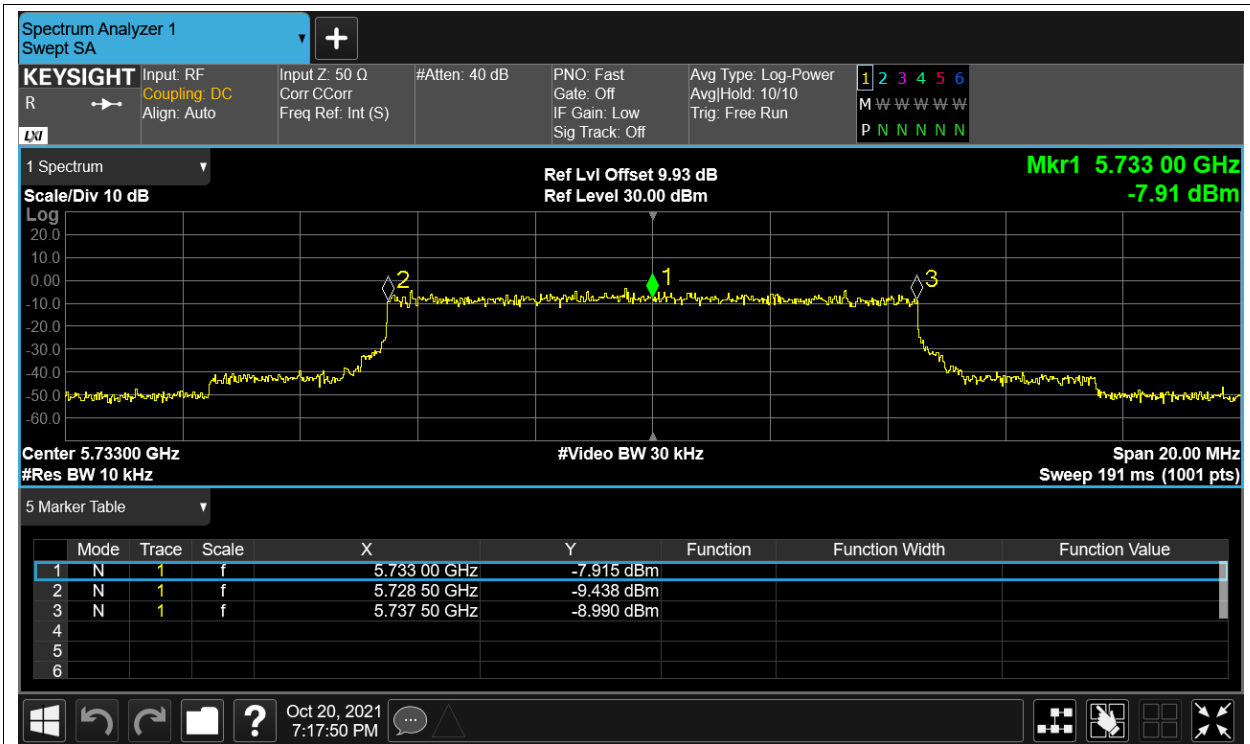 Spectrum Analyzer 1
Swept SA
KEYSIGHT Input: RF Input Z: 50 Ω #Atten: 40 dB PNO: Fast Avg Type: Log-Power 1 2 3 4 5 6
R Coupling: DC Corr CCorr Gate: Off Avg|Hold: 10/10 M W W W W W W
Align: Auto Freq Ref: Int (S) IF Gain: Low Trig: Free Run
LXI Sig Track: Off P N N N N N N
1 Spectrum Ref Lvl Offset 9.93 dB Mkr1 5.733 00 GHz
Scale/Div 10 dB Ref Level 30.00 dBm -7.91 dBm
Log
20.0
10.0
0.00 2 1 3
-10.0
-20.0
-30.0
-40.0
-50.0
-60.0
Center 5.73300 GHz #Video BW 30 kHz Span 20.00 MHz
#Res BW 10 kHz Sweep 191 ms (1001 pts)
5 Marker Table
Mode Trace Scale X Y Function Function Width Function Value
1 N 1 f 5.733 00 GHz -7.915 dBm
2 N 1 f 5.728 50 GHz -9.438 dBm
3 N 1 f 5.737 50 GHz -8.990 dBm
4
5
6
? Oct 20, 2021
7:17:50 PM